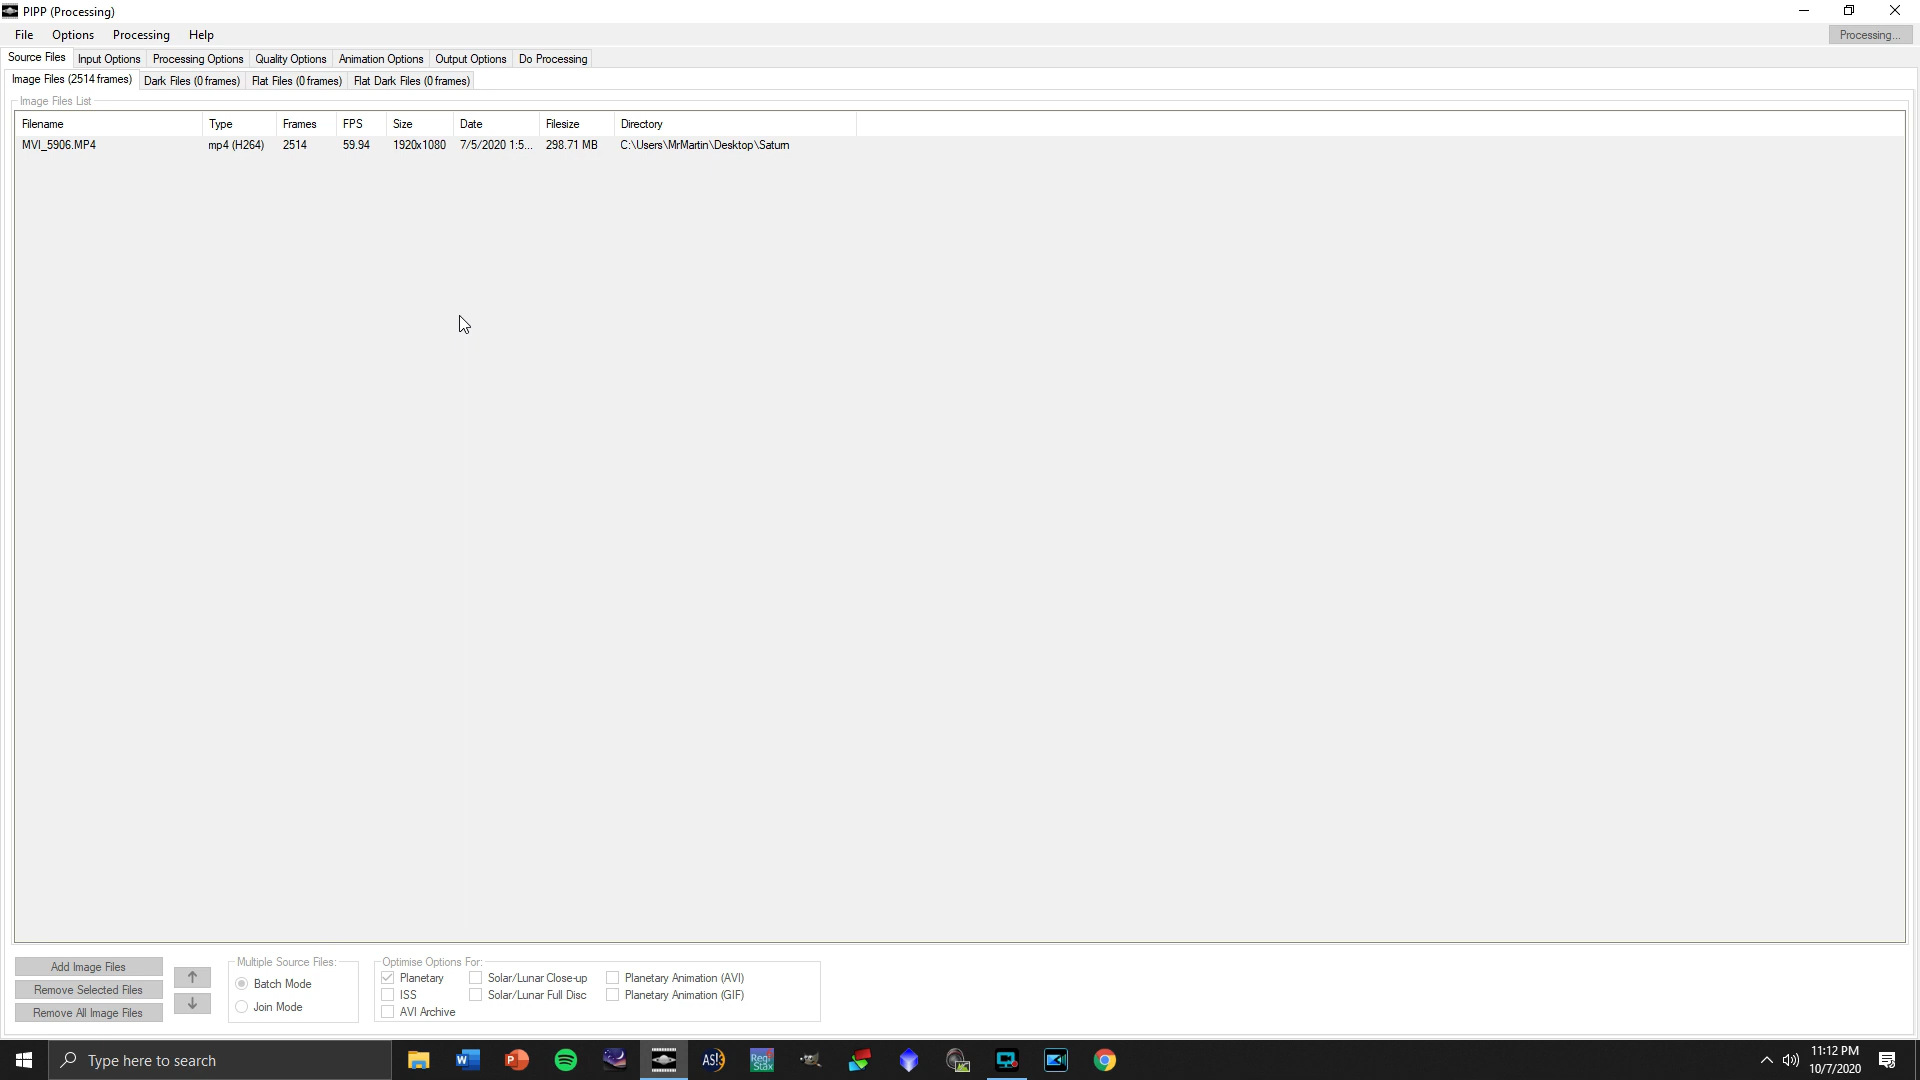 PIPP (Processing)
File Options Processing Help
Processing...
Source Files Input Options Processing Options Quality Options Animation Options Output Options Do Processing
Image Files (2514 frames) Dark Files (0 frames) Flat Files (0 frames) Flat Dark Files (0 frames)
Image Files List
Filename Type Frames FPS Size Date Filesize Directory
MVI_5906.MP4 mp4 (H264) 2514 59.94 1920x1080 7/5/2020 1:5... 298.71 MB C:\Users\MrMartin\Desktop\Saturn
Add Image Files
Remove Selected Files
Remove All Image Files
Multiple Source Files:
Batch Mode
Join Mode
Optimise Options For:
Planetary Solar/Lunar Close-up Planetary Animation (AVI)
ISS Solar/Lunar Full Disc Planetary Animation (GIF)
AVI Archive
Type here to search
AS!3
Regi
Stax
11:12 PM
10/7/2020